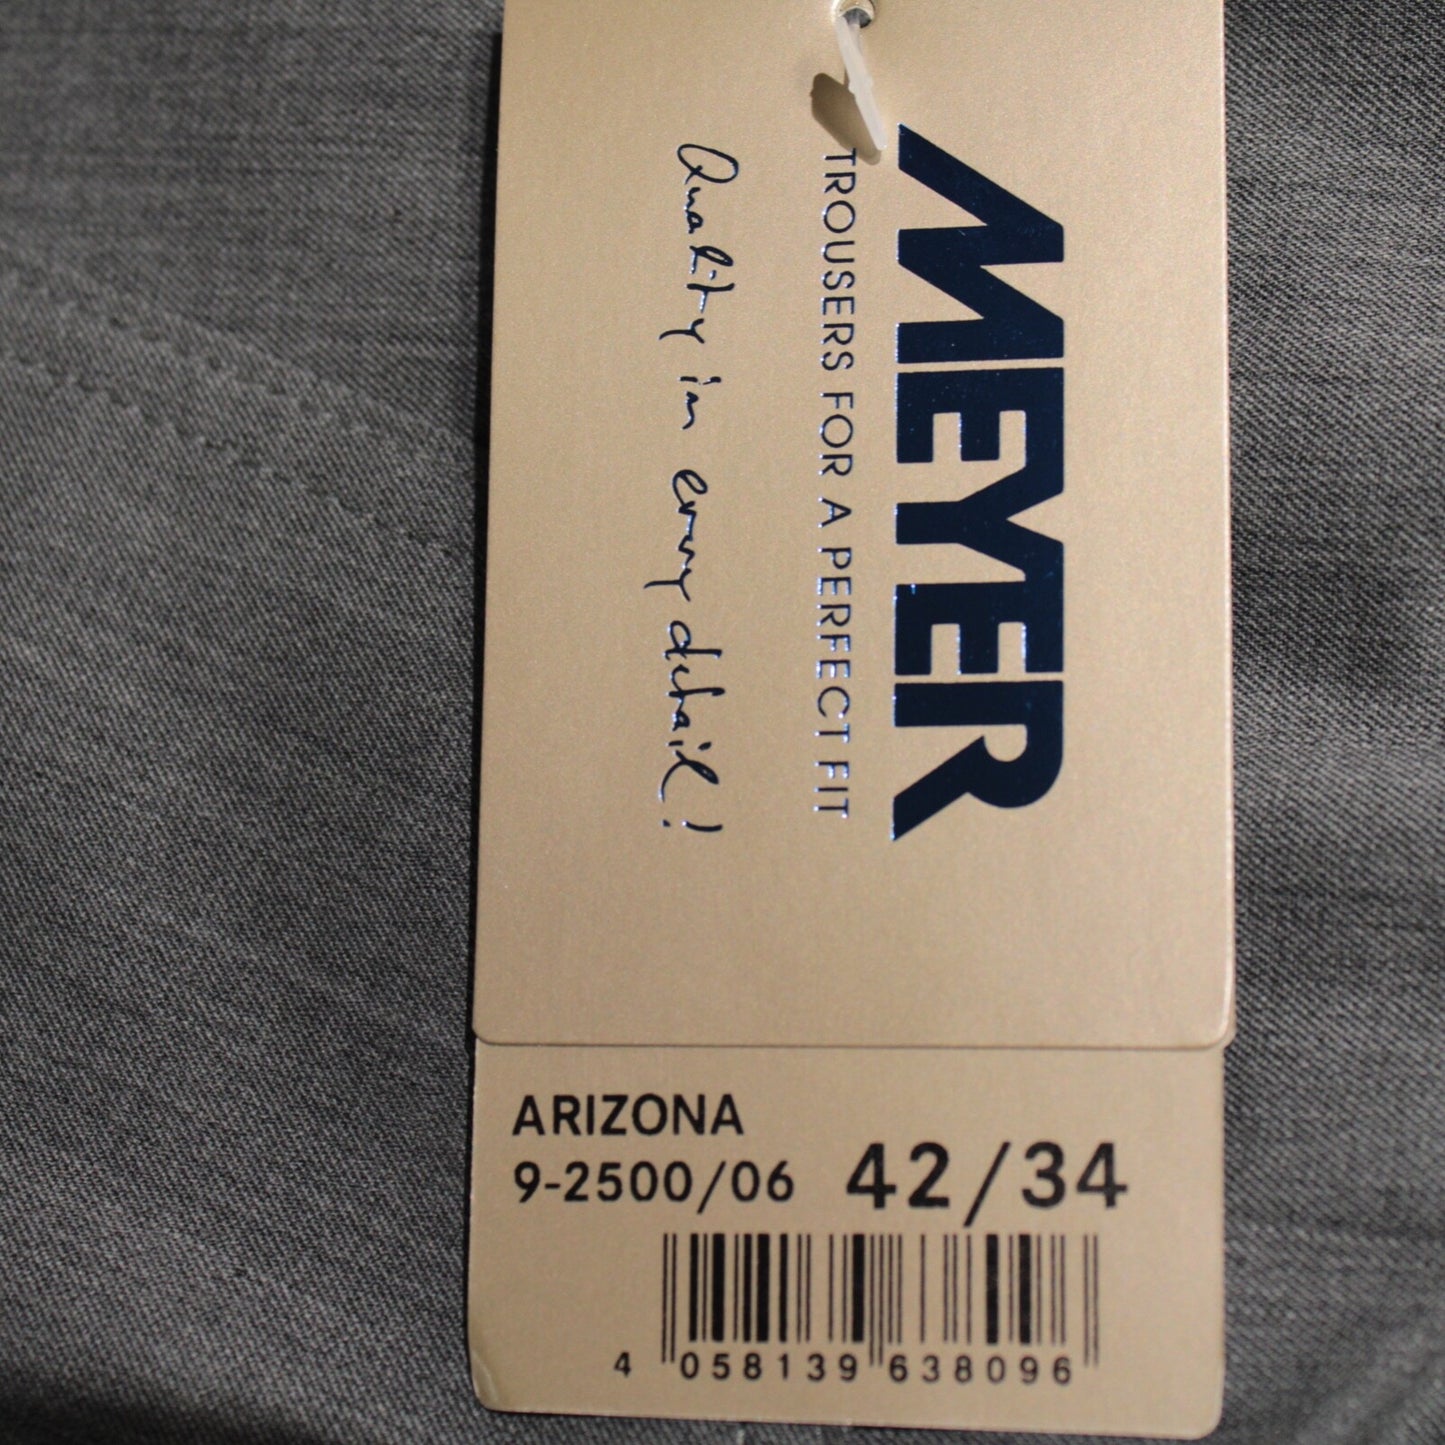 MEYER
TROUSERS FOR A PERFECT FIT
Quality in every detail!
ARIZONA
9-2500/06 42/34
4 058139 638096